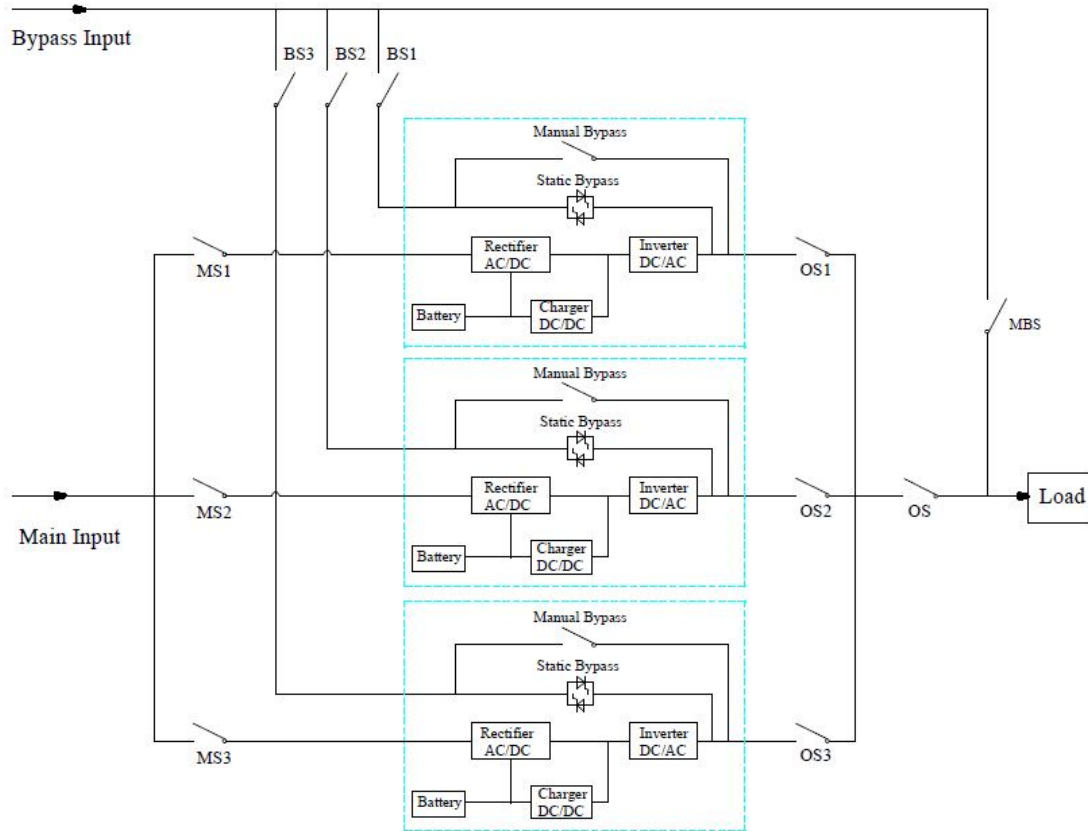 Bypass Input
BS3
BS2
BS1
Manual Bypass
Static Bypass
Rectifier
AC/DC
Inverter
DC/AC
MS1
OS1
Battery
Charger
DC/DC
MBS
Manual Bypass
Static Bypass
Rectifier
AC/DC
Inverter
DC/AC
Main Input
MS2
OS2
OS
Load
Battery
Charger
DC/DC
Manual Bypass
Static Bypass
Rectifier
AC/DC
Inverter
DC/AC
MS3
OS3
Battery
Charger
DC/DC